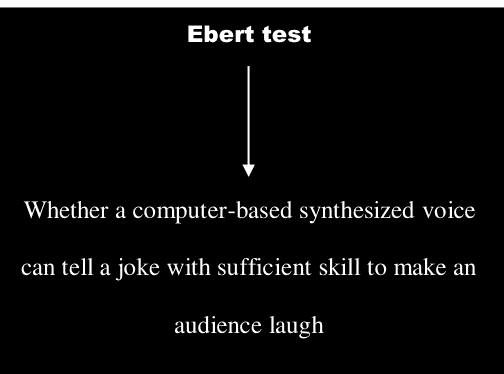 Ebert test
Whether a computer-based synthesized voice
can tell a joke with sufficient skill to make an
audience laugh